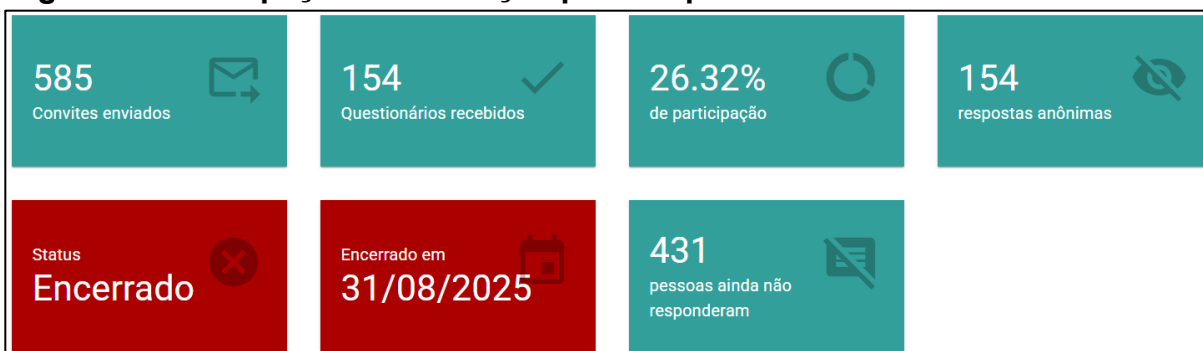 585
Convites enviados
154
Questionários recebidos
26.32%
de participação
154
respostas anônimas
Status
Encerrado
Encerrado em
31/08/2025
431
pessoas ainda não
responderam